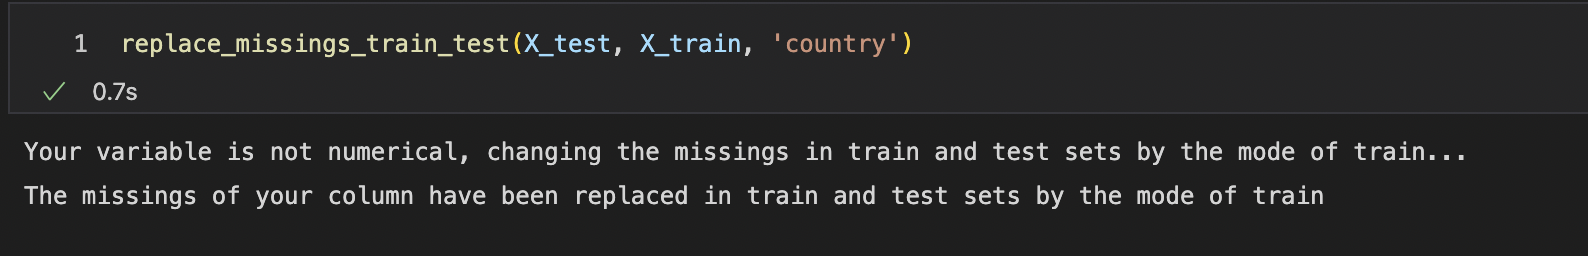 1 replace_missings_train_test(X_test, X_train, 'country')
0.7s
Your variable is not numerical, changing the missings in train and test sets by the mode of train...
The missings of your column have been replaced in train and test sets by the mode of train